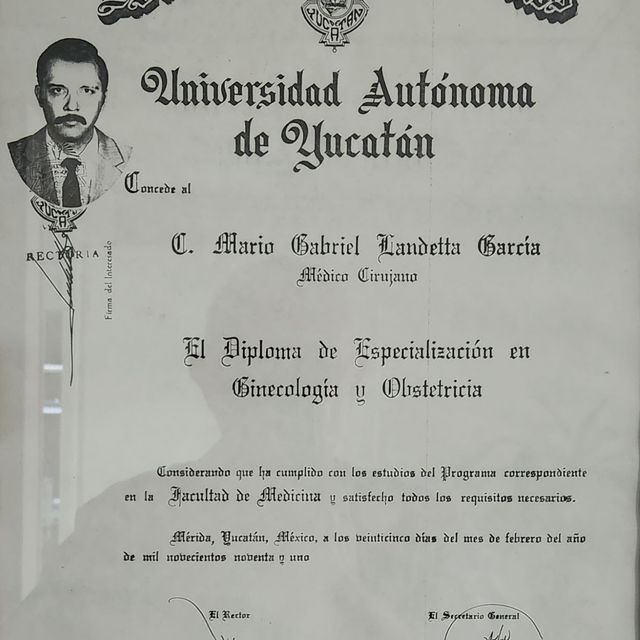 Universidad Autónoma
de Yucatán
Concede al
C. Mario Gabriel Landetta García
Médico Cirujano
RECTORIA
Firma del Interesado
El Diploma de Especialización en
Ginecología y Obstetricia
Considerando que ha cumplido con los estudios del Programa correspondiente
en la Facultad de Medicina y satisfecho todos los requisitos necesarios.
Mérida, Yucatán, México, a los veinticinco días del mes de febrero del año
de mil novecientos noventa y uno
El Rector
El Secretario General